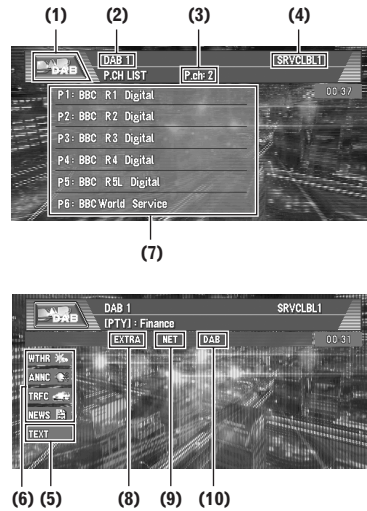 (1) (2) (3) (4)
DAB DAB 1 SRVCLBL1
P.CH LIST P.ch: 2
P1: BBC R1 Digital 00:37
P2: BBC R2 Digital
P3: BBC R3 Digital
P4: BBC R4 Digital
P5: BBC R5L Digital
P6: BBC World Service
(7)
DAB DAB 1 SRVCLBL1
[PTY] : Finance
EXTRA NET DAB 00:31
WTHR
ANNC
TRFC
NEWS
TEXT
(6) (5) (8) (9) (10)